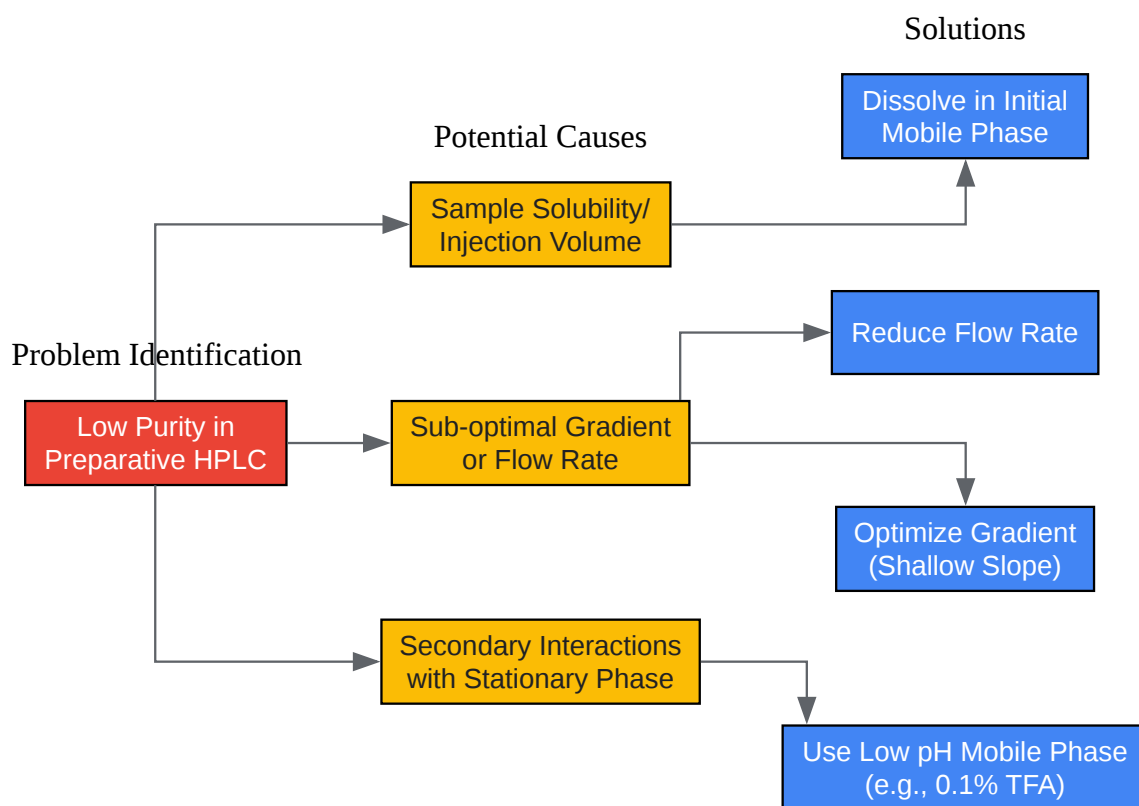 Solutions
Dissolve in Initial
Mobile Phase
Potential Causes
Sample Solubility/
Injection Volume
Reduce Flow Rate
Problem Identification
Low Purity in
Preparative HPLC
Sub-optimal Gradient
or Flow Rate
Optimize Gradient
(Shallow Slope)
Secondary Interactions
with Stationary Phase
Use Low pH Mobile Phase
(e.g., 0.1% TFA)